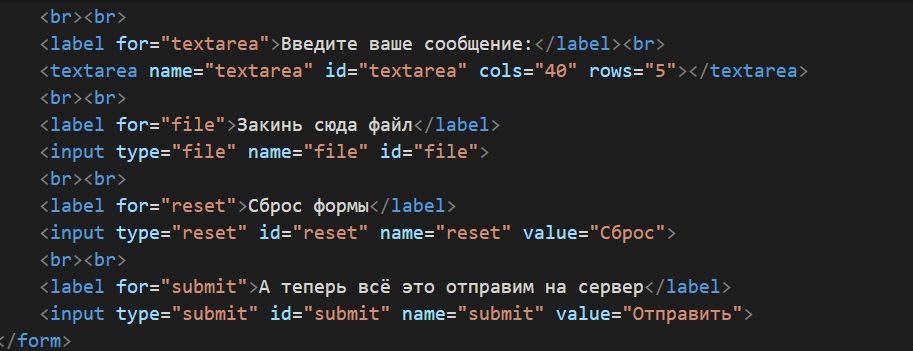 <br><br>
<label for="textarea">Введите ваше сообщение:</label><br>
<textarea name="textarea" id="textarea" cols="40" rows="5"></textarea>
<br><br>
<label for="file">Закинь сюда файл</label>
<input type="file" name="file" id="file">
<br><br>
<label for="reset">Сброс формы</label>
<input type="reset" id="reset" name="reset" value="Сброс">
<br><br>
<label for="submit">А теперь всё это отправим на сервер</label>
<input type="submit" id="submit" name="submit" value="Отправить">
</form>